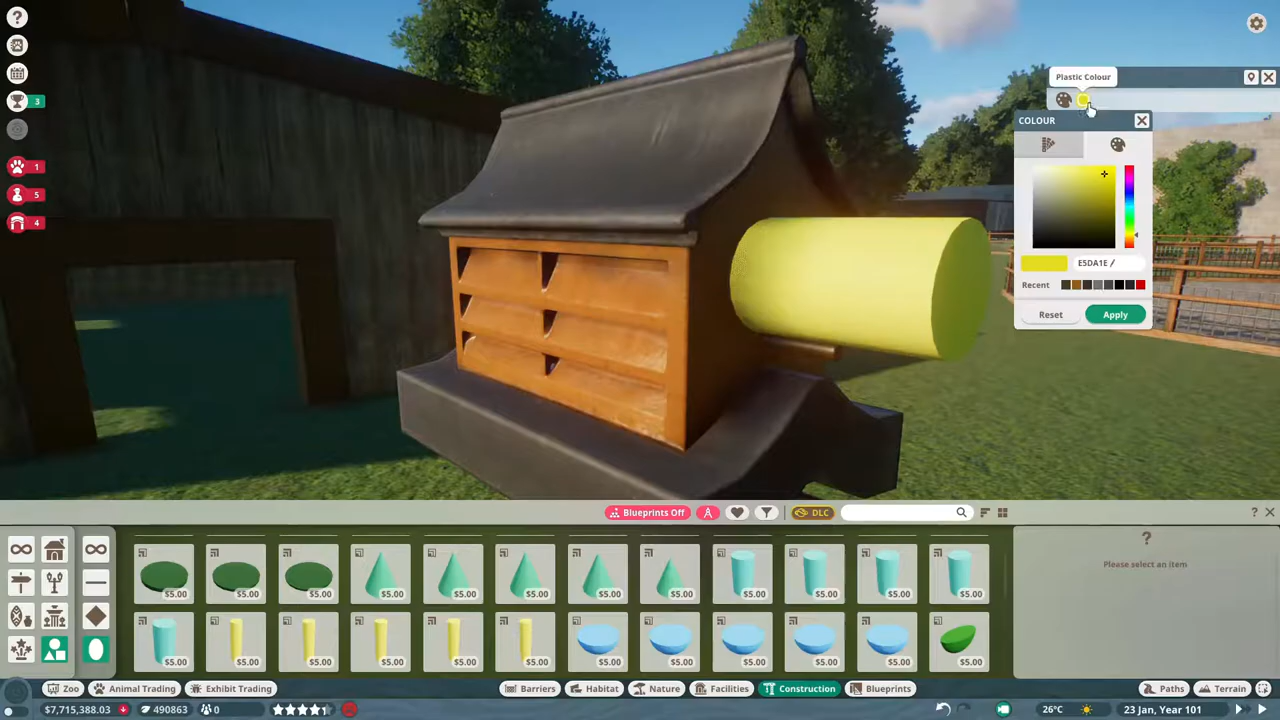 ?
Plastic Colour
3
COLOUR
1
5
4
E5DA1E
Recent
Reset
Apply
Blueprints Off
DLC
?
?
Please select an item
$5.00 $5.00 $5.00 $5.00 $5.00 $5.00 $5.00 $5.00 $5.00 $5.00 $5.00 $5.00
$5.00 $5.00 $5.00 $5.00 $5.00 $5.00 $5.00 $5.00 $5.00 $5.00 $5.00 $5.00
Zoo Animal Trading Exhibit Trading Barriers Habitat Nature Facilities Construction Blueprints Paths Terrain
$7,715,388.03 490863 0 26°C 23 Jan, Year 101